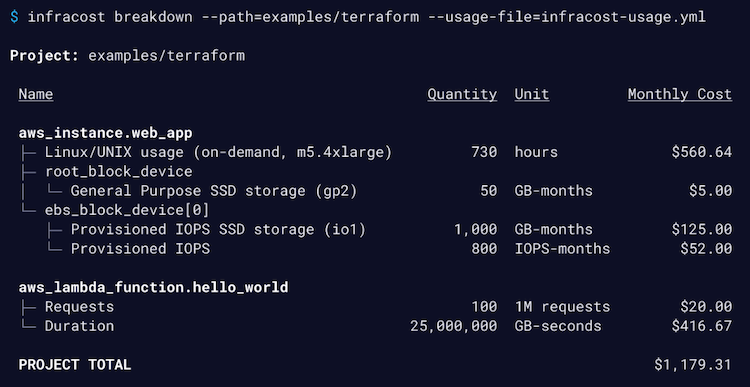 $ infracost breakdown --path=examples/terraform --usage-file=infracost-usage.yml
Project: examples/terraform
Name Quantity Unit Monthly Cost
aws_instance.web_app
├─ Linux/UNIX usage (on-demand, m5.4xlarge) 730 hours $560.64
├─ root_block_device
│ └─ General Purpose SSD storage (gp2) 50 GB-months $5.00
└─ ebs_block_device[0]
├─ Provisioned IOPS SSD storage (io1) 1,000 GB-months $125.00
└─ Provisioned IOPS 800 IOPS-months $52.00
aws_lambda_function.hello_world
├─ Requests 100 1M requests $20.00
└─ Duration 25,000,000 GB-seconds $416.67
PROJECT TOTAL $1,179.31